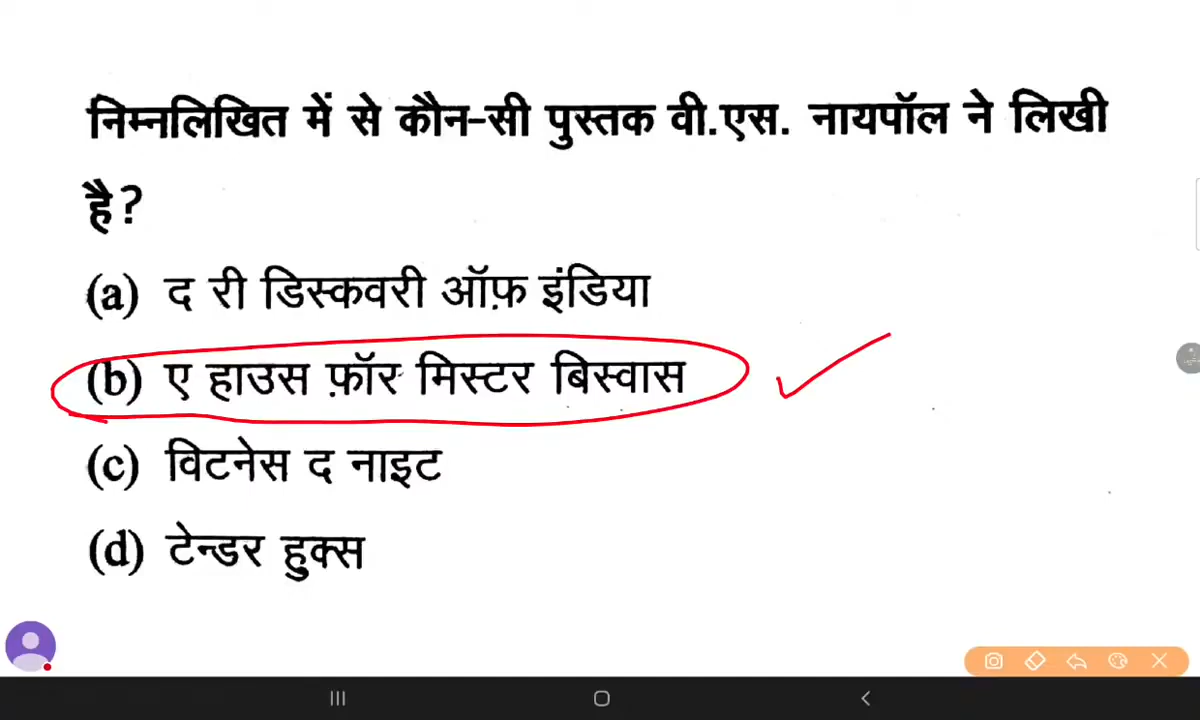 निम्नलिखित में से कौन-सी पुस्तक वी.एस. नायपॉल ने लिखी
है?
(a) द री डिस्कवरी ऑफ़ इंडिया
(b) ए हाउस फ़ॉर मिस्टर बिस्वास
(c) विटनेस द नाइट
(d) टेन्डर हुक्स